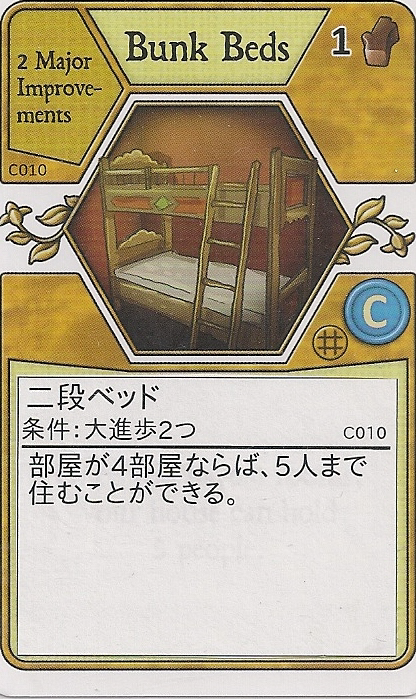 Bunk Beds
1
2 Major
Improve-
ments
C010
C
二段ベッド
条件:大進歩2つ
C010
部屋が4部屋ならば、5人まで
住むことができる。